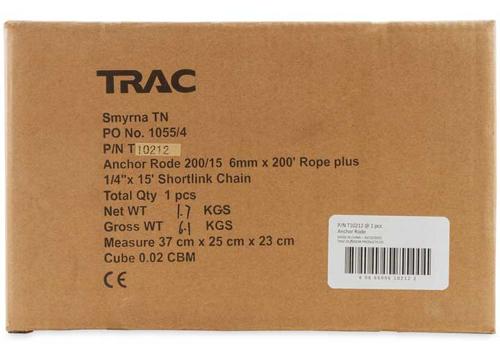 TRAC
Smyrna TN
PO No. 1055/4
P/N T10212
Anchor Rode 200/15 6mm x 200' Rope plus
1/4"x 15' Shortlink Chain
Total Qty 1 pcs
Net WT 1.7 KGS
Gross WT 6.1 KGS
Measure 37 cm x 25 cm x 23 cm
Cube 0.02 CBM
CE
P/N T10212 @ 1 pcs
Anchor Rode